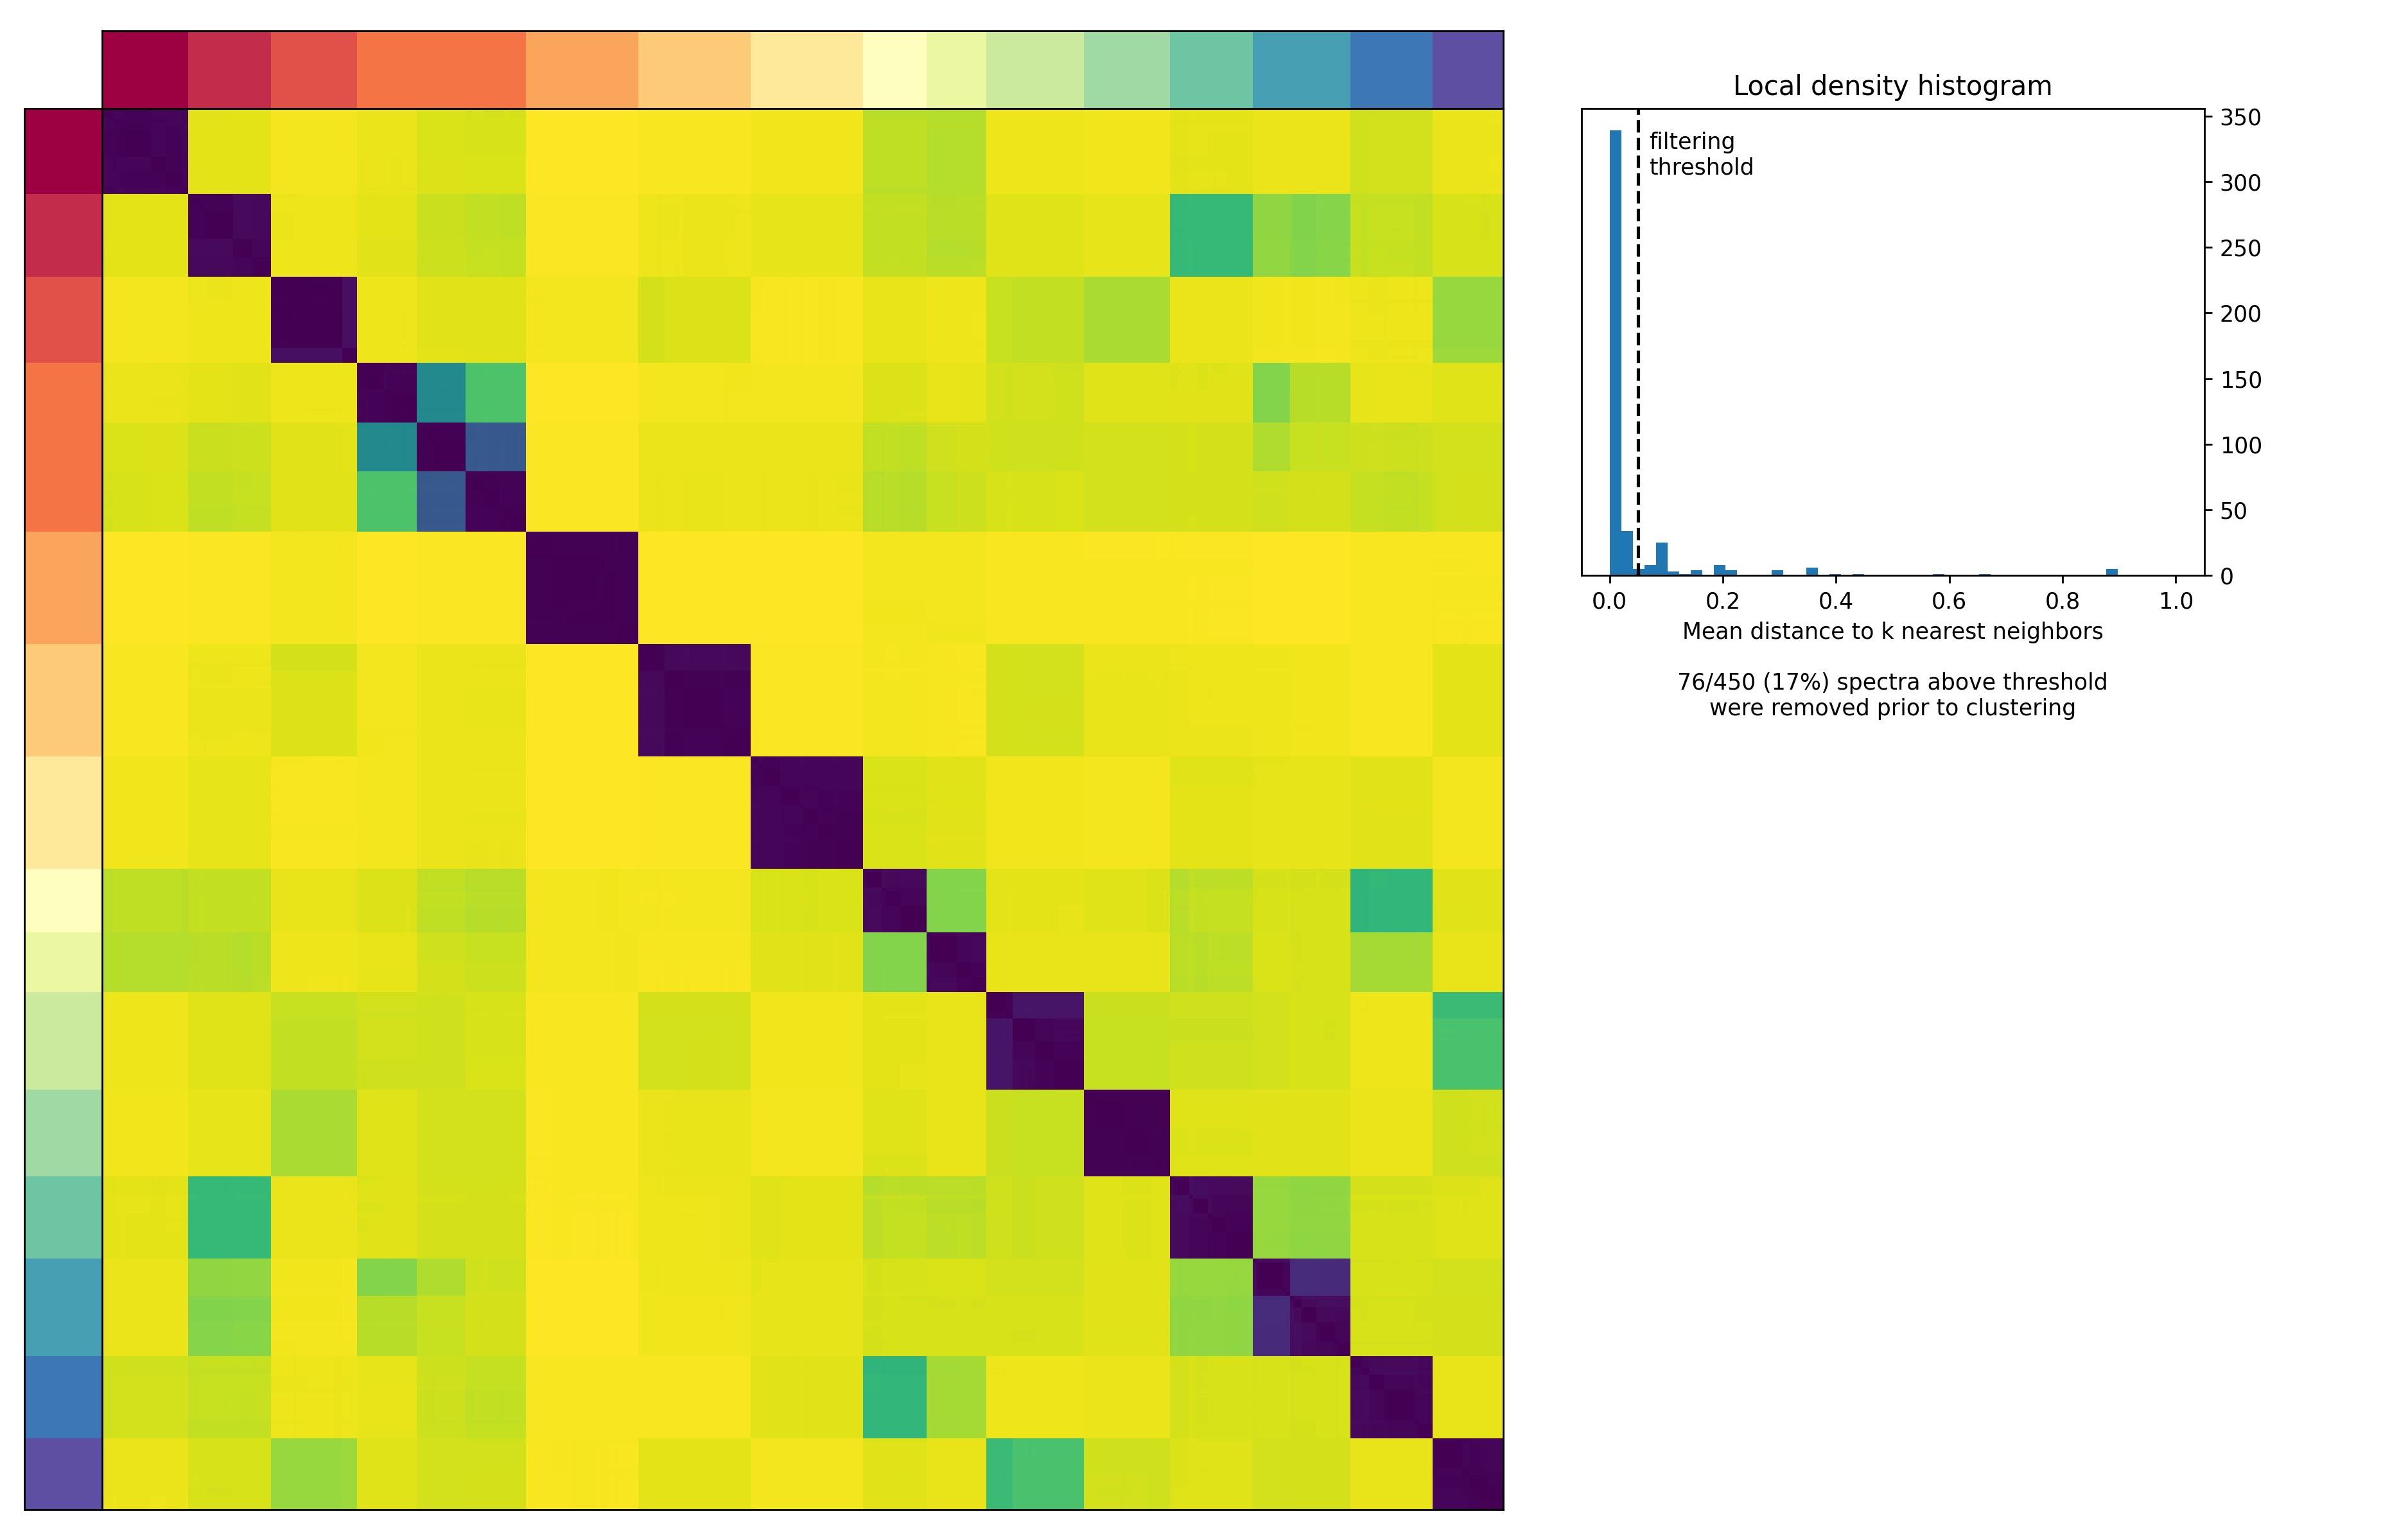 Local density histogram
filtering
threshold
350
300
250
200
150
100
50
0
0.0 0.2 0.4 0.6 0.8 1.0
Mean distance to k nearest neighbors
76/450 (17%) spectra above threshold
were removed prior to clustering